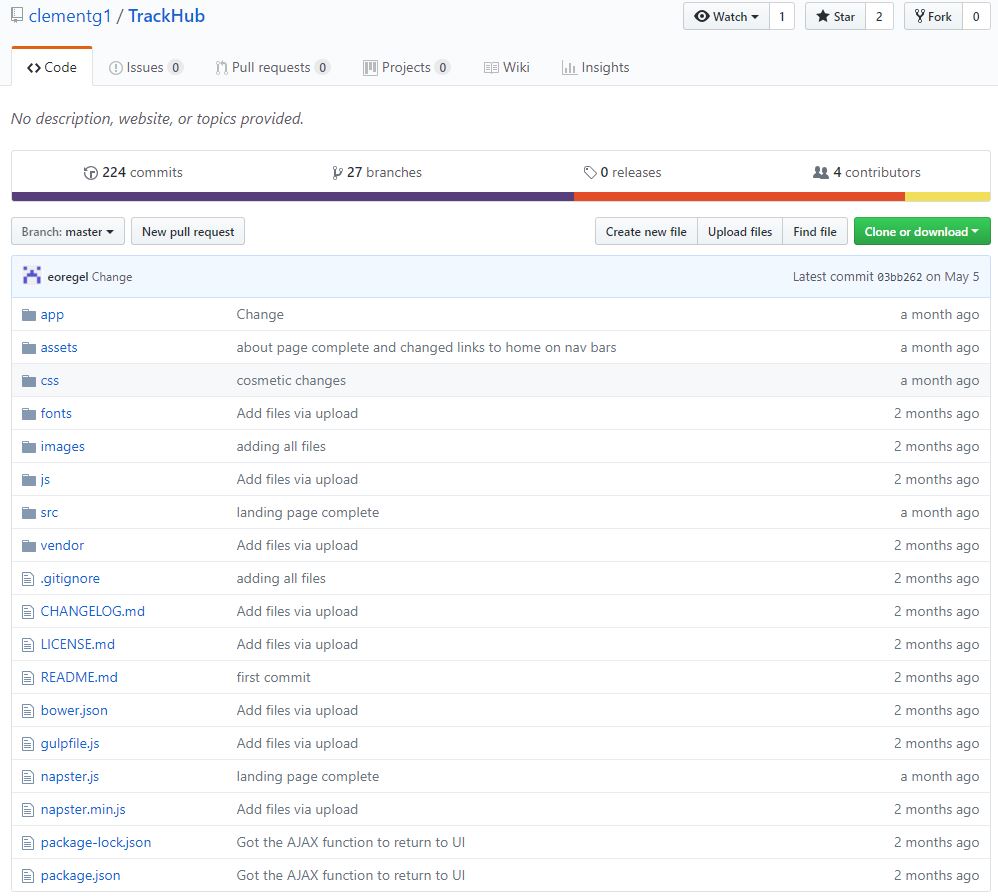 clementg1 / TrackHub Watch 1 Star 2 Fork 0
Code Issues 0 Pull requests 0 Projects 0 Wiki Insights
No description, website, or topics provided.
224 commits 27 branches 0 releases 4 contributors
Branch: master New pull request Create new file Upload files Find file Clone or download
eoregel Change Latest commit 03bb262 on May 5
app Change a month ago
assets about page complete and changed links to home on nav bars a month ago
css cosmetic changes a month ago
fonts Add files via upload 2 months ago
images adding all files 2 months ago
js Add files via upload 2 months ago
src landing page complete a month ago
vendor Add files via upload 2 months ago
.gitignore adding all files 2 months ago
CHANGELOG.md Add files via upload 2 months ago
LICENSE.md Add files via upload 2 months ago
README.md first commit 2 months ago
bower.json Add files via upload 2 months ago
gulpfile.js Add files via upload 2 months ago
napster.js landing page complete a month ago
napster.min.js Add files via upload 2 months ago
package-lock.json Got the AJAX function to return to UI 2 months ago
package.json Got the AJAX function to return to UI 2 months ago